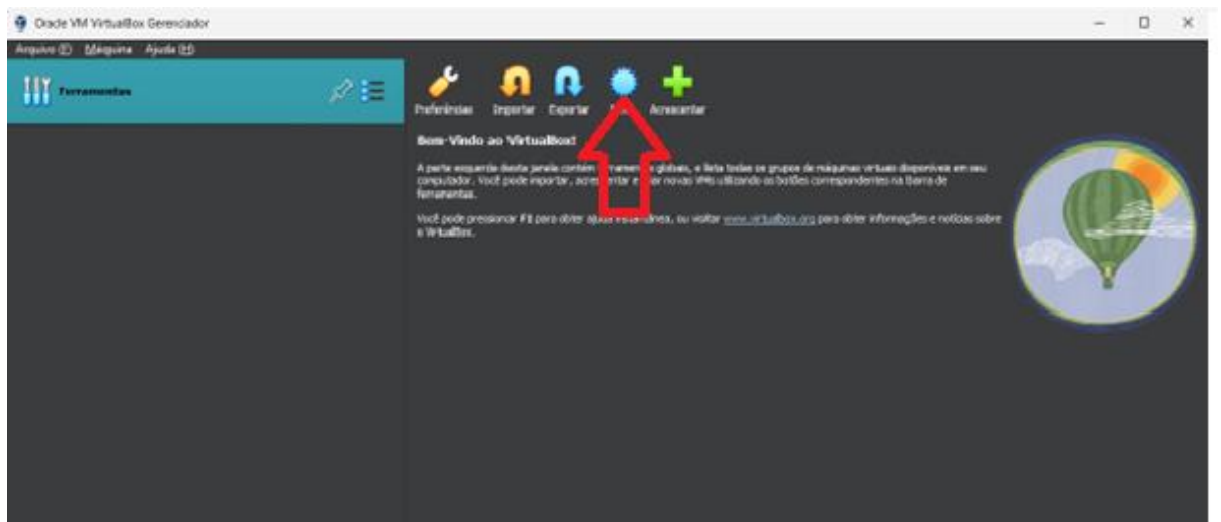 Oracle VM VirtualBox Gerenciador
Arquivo (F) Máquina Ajuda (H)
Ferramentas
Preferências Importar Exportar Acrescentar
Bem-Vindo ao VirtualBox!
A parte esquerda desta janela contém globais, e lista todas os grupos de máquinas virtuais disponíveis em seu
computador. Você pode importar, acrescentar e novas VMs utilizando os botões correspondentes na Barra de
ferramentas.
Você pode pressionar F1 para obter ajuda instantânea, ou visitar www.virtualbox.org para obter informações e notícias sobre
o VirtualBox.